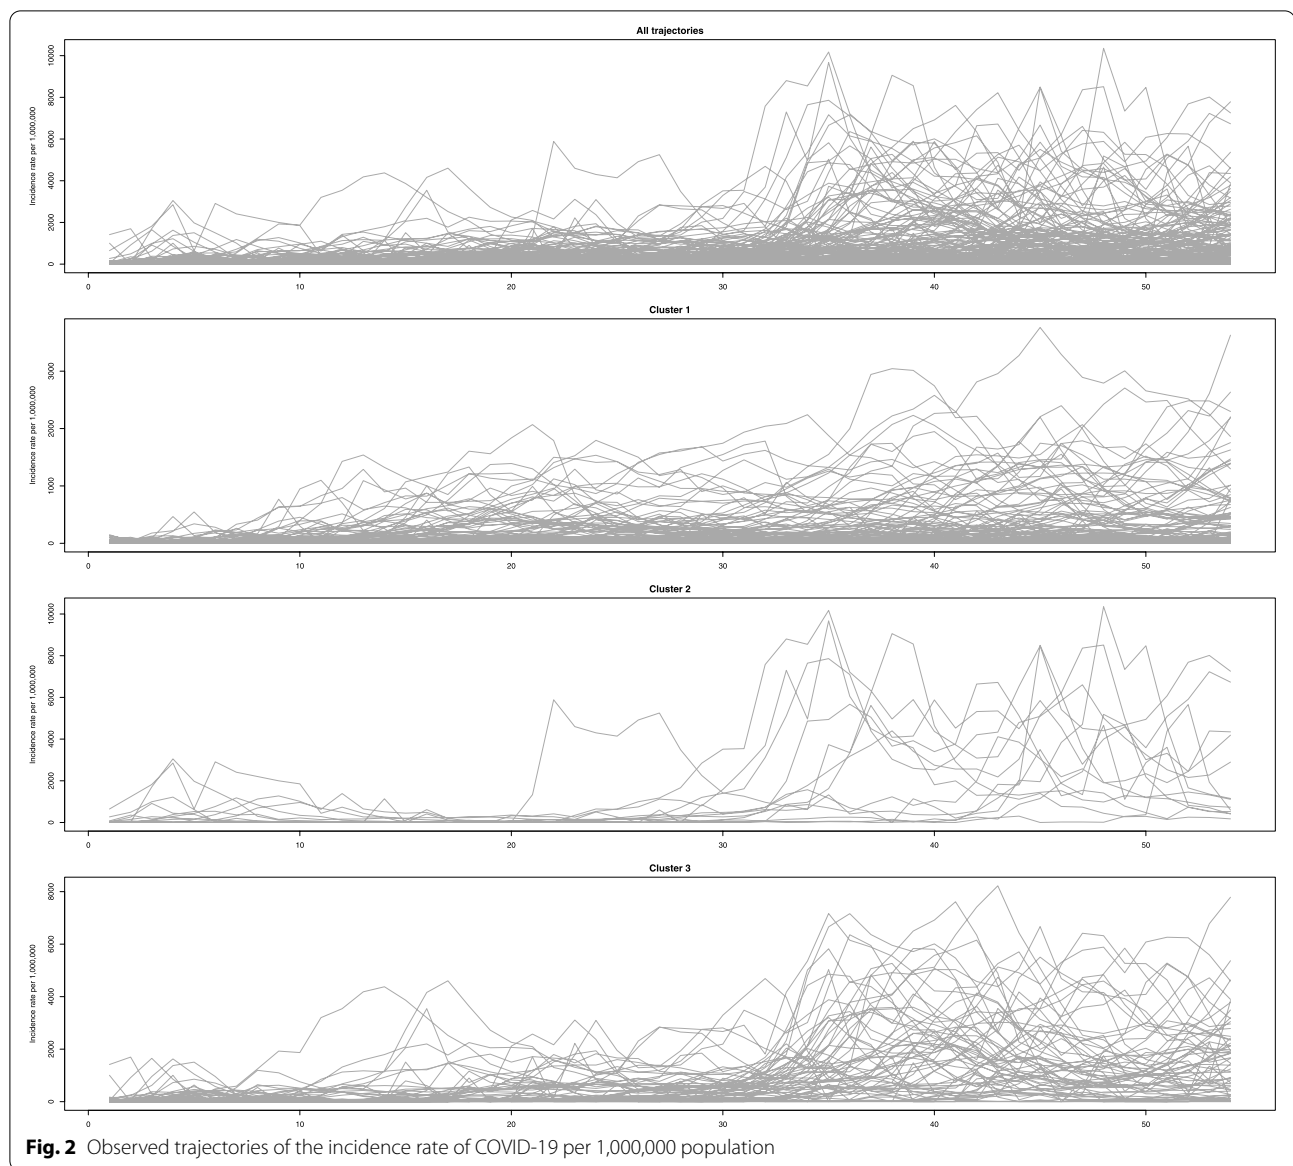 All trajectories
Incidence rate per 1,000,000
10000
8000
6000
4000
2000
0
0 10 20 30 40 50
Cluster 1
Incidence rate per 1,000,000
3000
2000
1000
0
0 10 20 30 40 50
Cluster 2
Incidence rate per 1,000,000
10000
8000
6000
4000
2000
0
0 10 20 30 40 50
Cluster 3
Incidence rate per 1,000,000
8000
6000
4000
2000
0
0 10 20 30 40 50
Fig. 2 Observed trajectories of the incidence rate of COVID-19 per 1,000,000 population